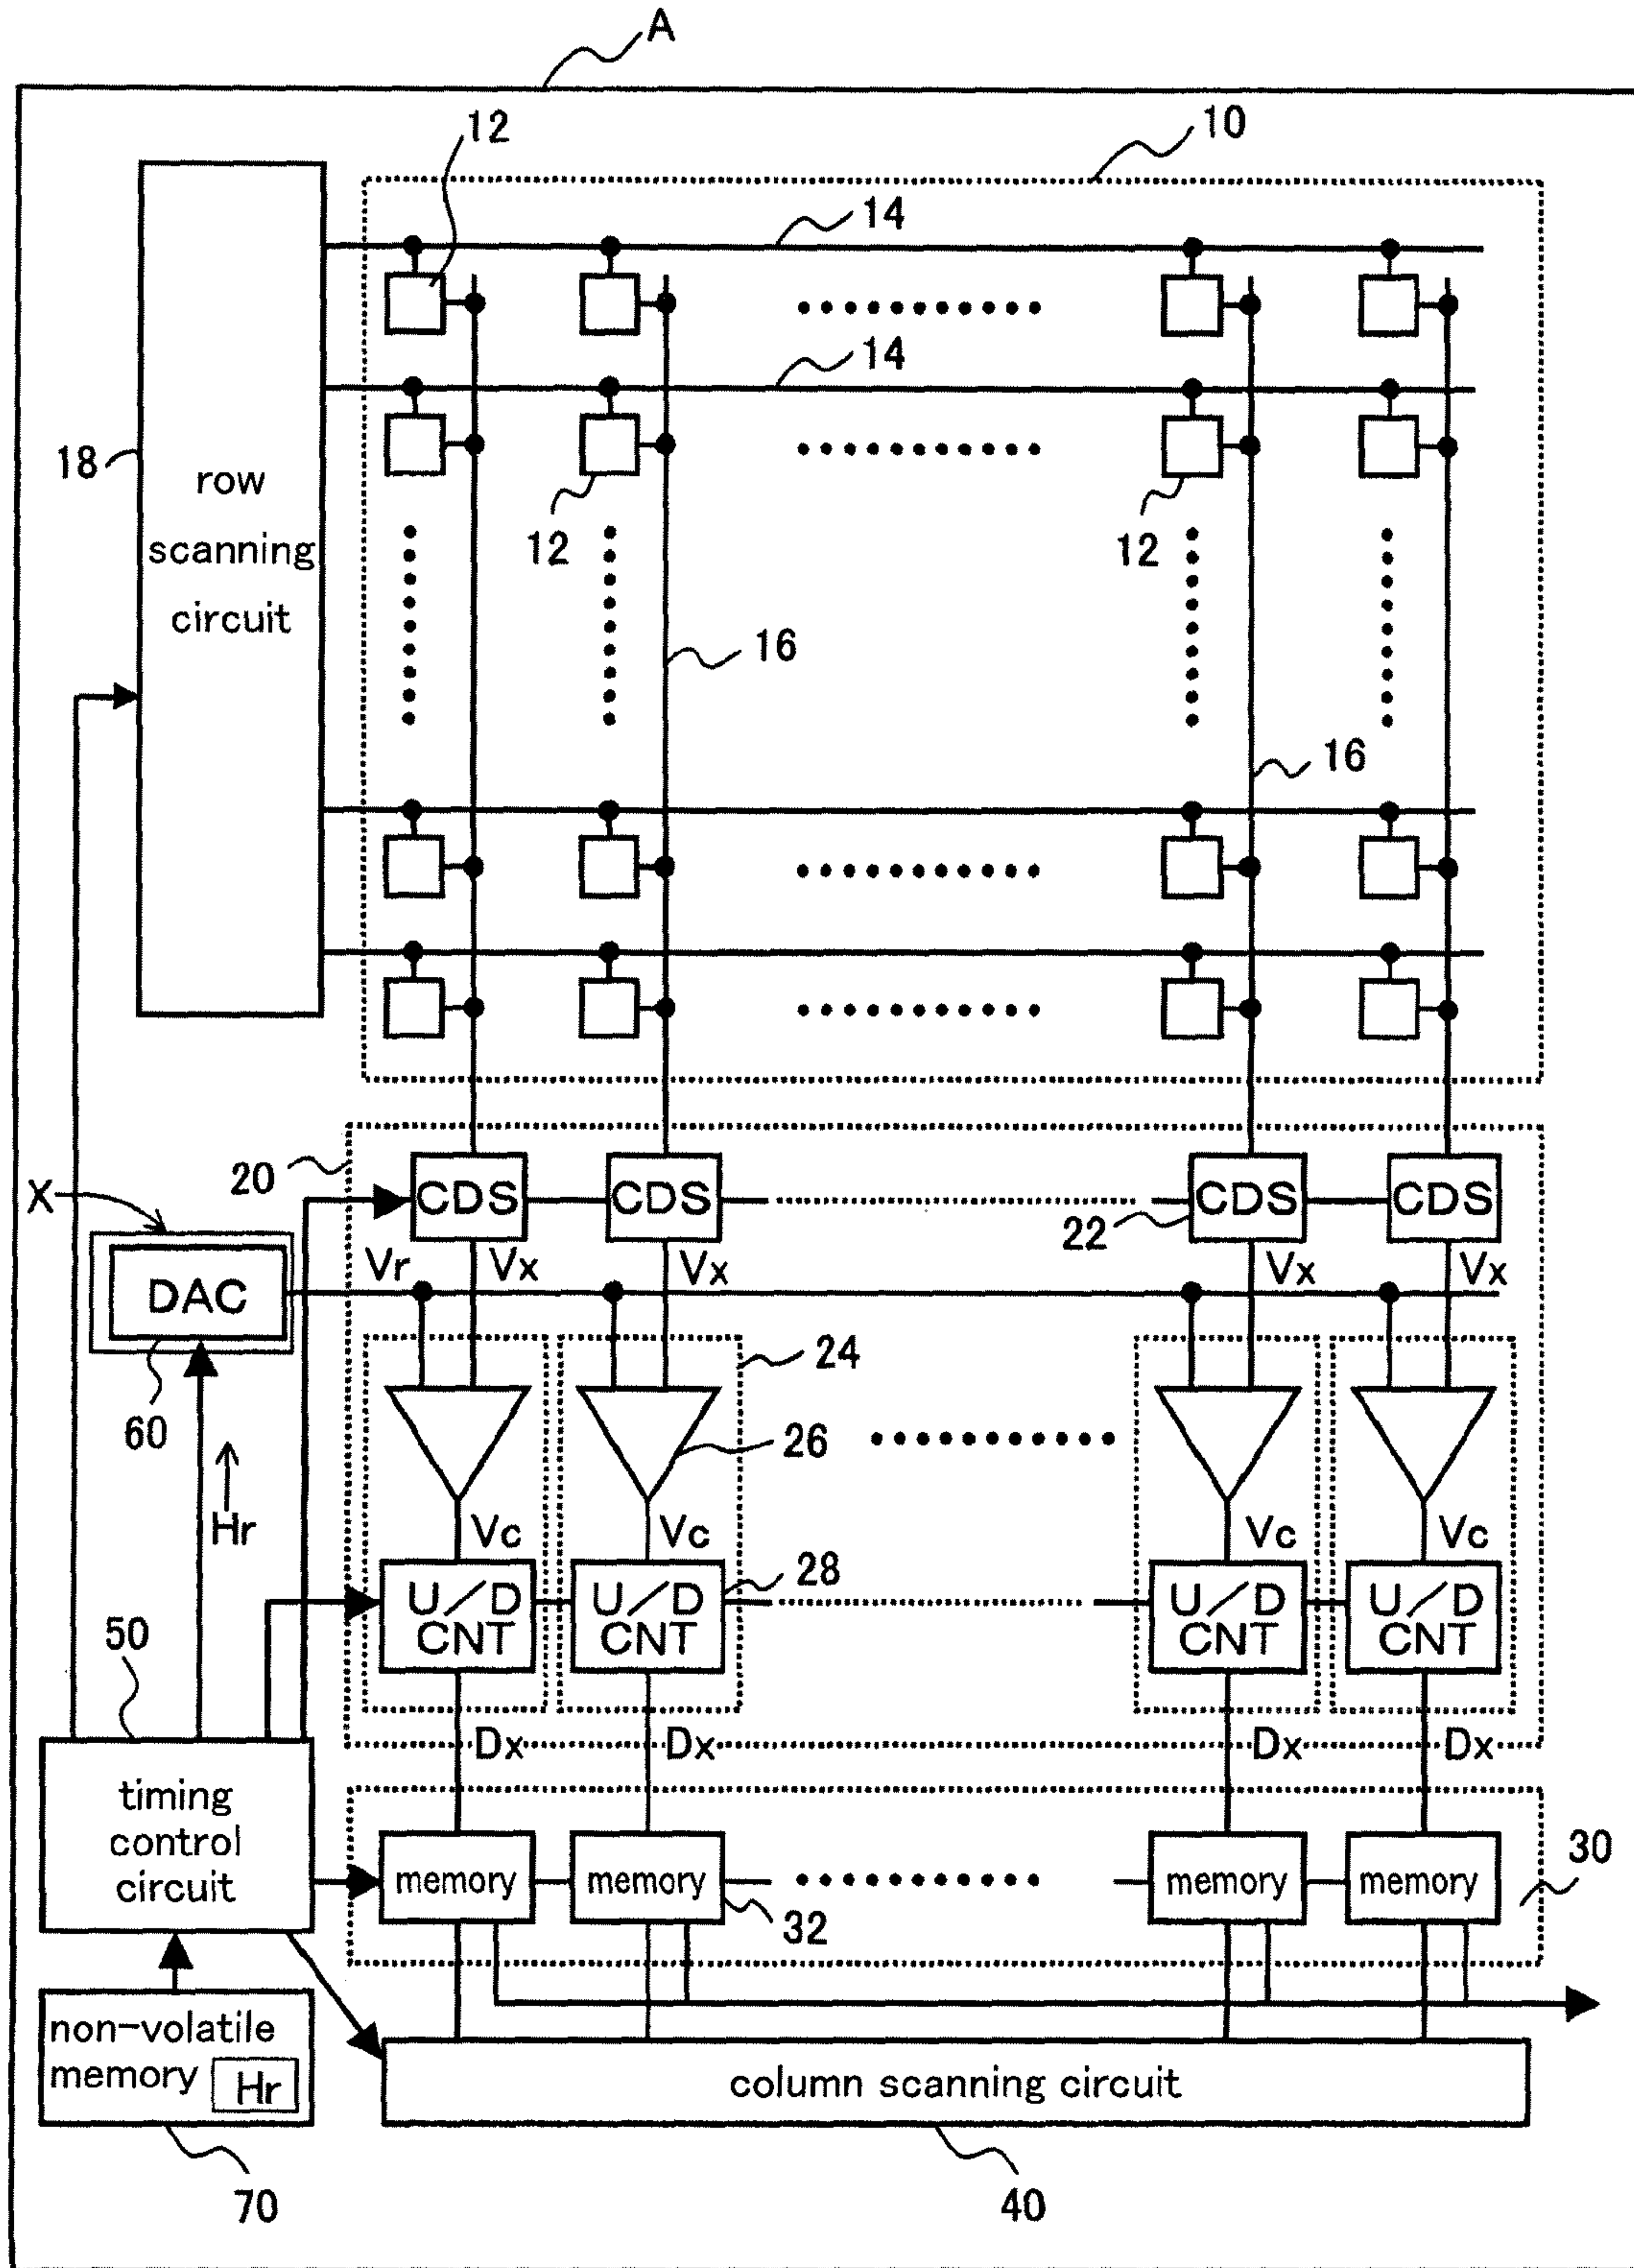 A
12
10
14
14
18
row
scanning
circuit
12
12
16
16
20
CDS
CDS
CDS
CDS
22
X
Vr
Vx
Vx
Vx
Vx
DAC
24
60
26
Hr
Vc
Vc
Vc
Vc
28
U/D
CNT
U/D
CNT
U/D
CNT
U/D
CNT
50
Dx
Dx
Dx
Dx
timing
control
circuit
30
memory
memory
memory
memory
32
non-volatile
memory
Hr
column scanning circuit
70
40